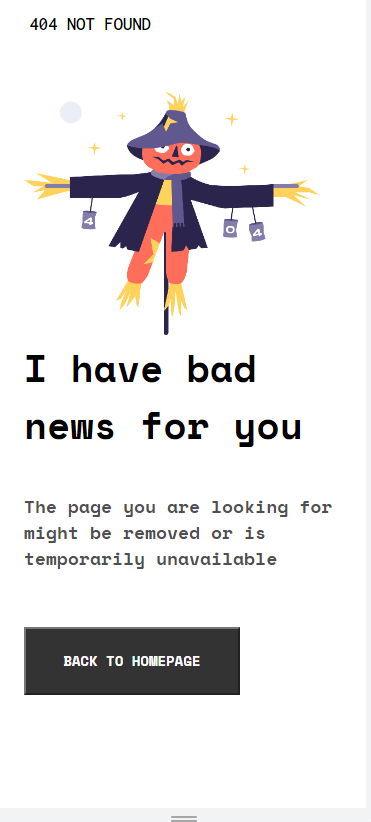 404 NOT FOUND
4
0
4
I have bad
news for you
The page you are looking for
might be removed or is
temporarily unavailable
BACK TO HOMEPAGE